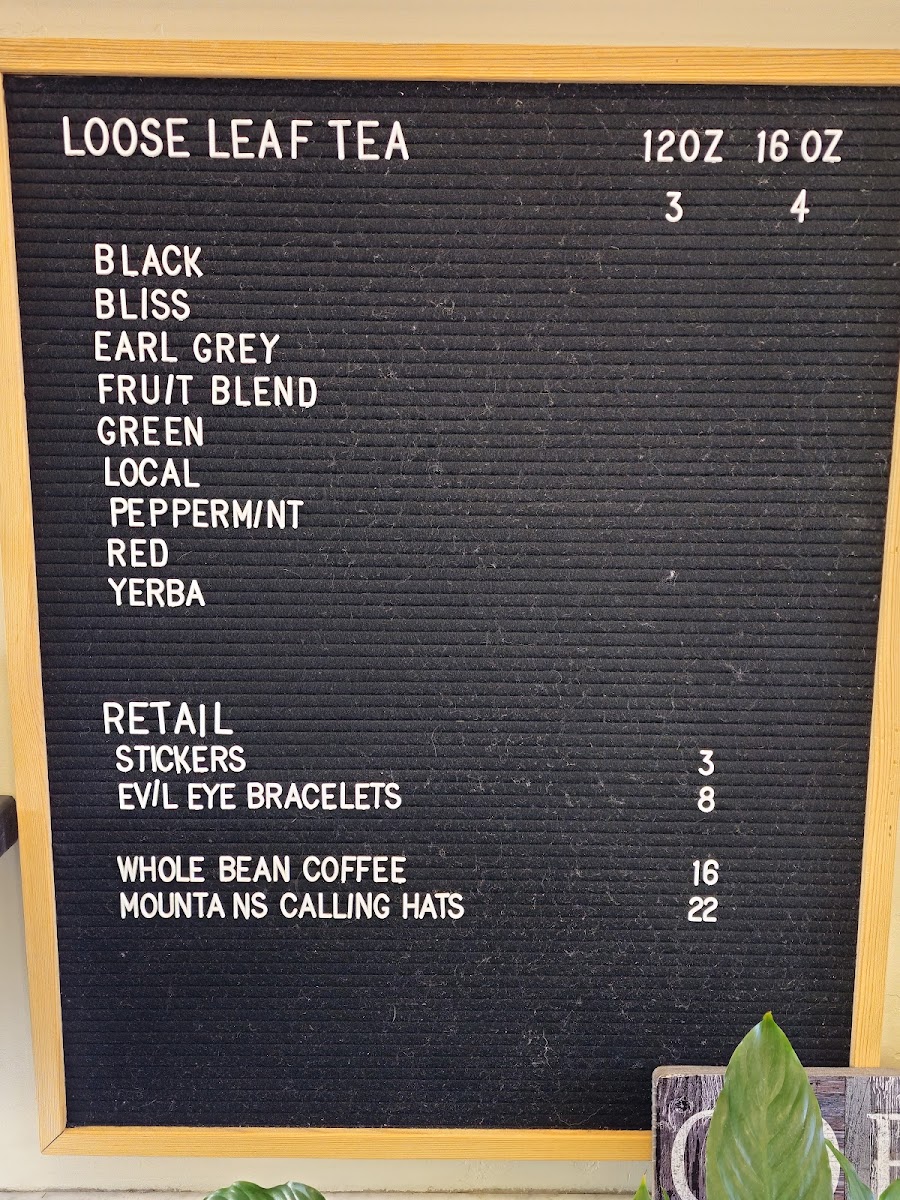 LOOSE LEAF TEA 12OZ 16 OZ
3 4
BLACK
BLISS
EARL GREY
FRUIT BLEND
GREEN
LOCAL
PEPPERMINT
RED
YERBA
RETAIL
STICKERS 3
EVIL EYE BRACELETS 8
WHOLE BEAN COFFEE 16
MOUNTA NS CALLING HATS 22